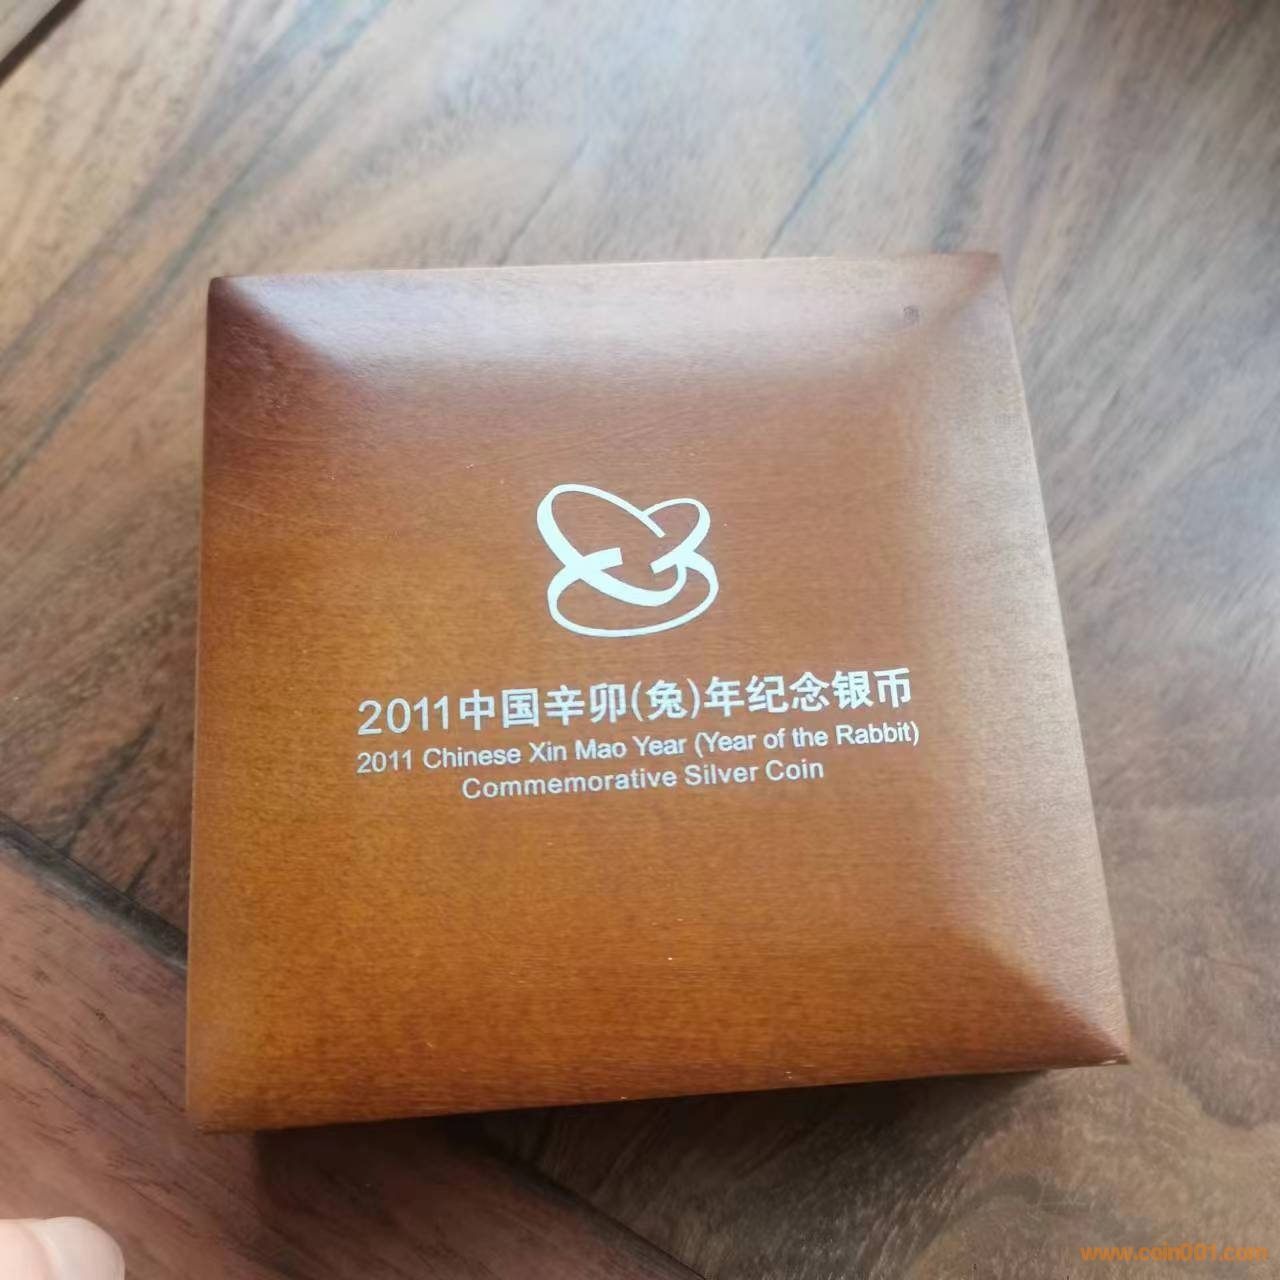 2011中国辛卯(兔)年纪念银币
2011 Chinese Xin Mao Year (Year of the Rabbit)
Commemorative Silver Coin
www.coin001.com